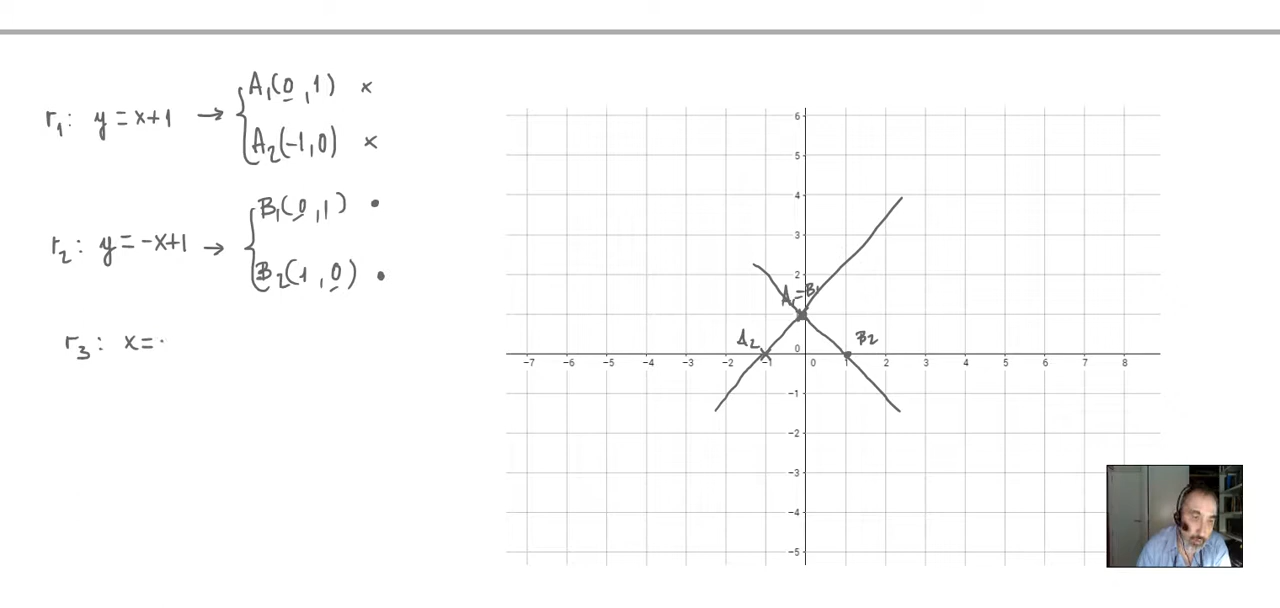 r₁: y = x+1 → { A₁(0, 1) ×
A₂(-1, 0) ×
r₂: y = -x+1 → { B₁(0, 1) •
B₂(1, 0) •
r₃: x =
6
5
4
3
2
A₁=B₁
A₂
B₂
0
-7 -6 -5 -4 -3 -2 -1 0 1 2 3 4 5 6 7 8
-1
-2
-3
-4
-5